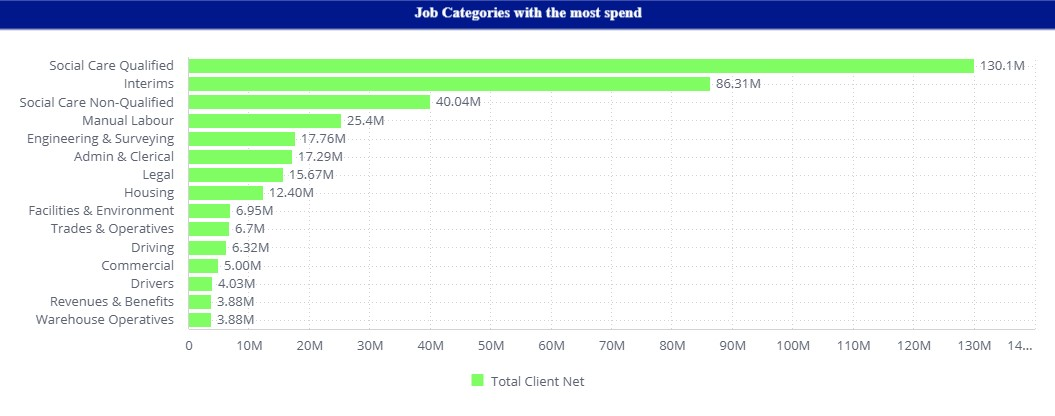 Job Categories with the most spend
Social Care Qualified 130.1M
Interims 86.31M
Social Care Non-Qualified 40.04M
Manual Labour 25.4M
Engineering & Surveying 17.76M
Admin & Clerical 17.29M
Legal 15.67M
Housing 12.40M
Facilities & Environment 6.95M
Trades & Operatives 6.7M
Driving 6.32M
Commercial 5.00M
Drivers 4.03M
Revenues & Benefits 3.88M
Warehouse Operatives 3.88M
0 10M 20M 30M 40M 50M 60M 70M 80M 90M 100M 110M 120M 130M 14...
Total Client Net